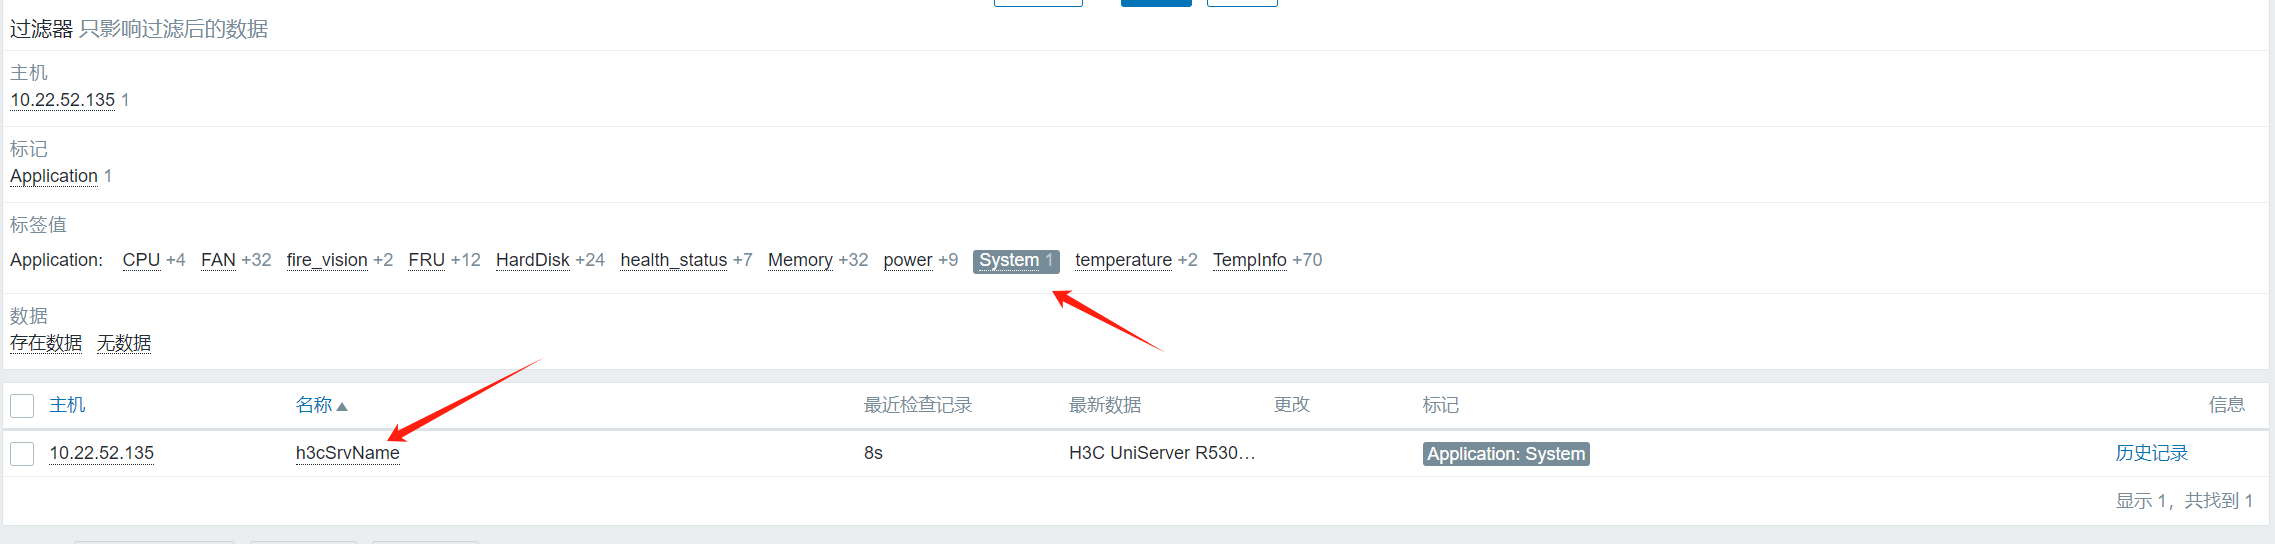 过滤器 只影响过滤后的数据
主机
10.22.52.135 1
标记
Application 1
标签值
Application: CPU +4 FAN +32 fire_vision +2 FRU +12 HardDisk +24 health_status +7 Memory +32 power +9 System 1 temperature +2 TempInfo +70
数据
存在数据 无数据
主机 名称 最近检查记录 最新数据 更改 标记 信息
10.22.52.135 h3cSrvName 8s H3C UniServer R530… Application: System 历史记录
显示 1，共找到 1